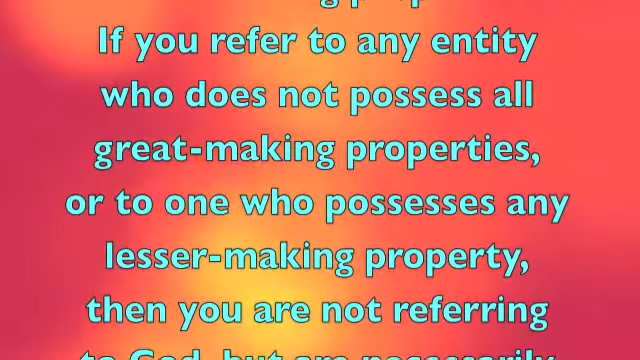 If you refer to any entity
who does not possess all
great-making properties,
or to one who possesses any
lesser-making property,
then you are not referring
to God, but are necessarily